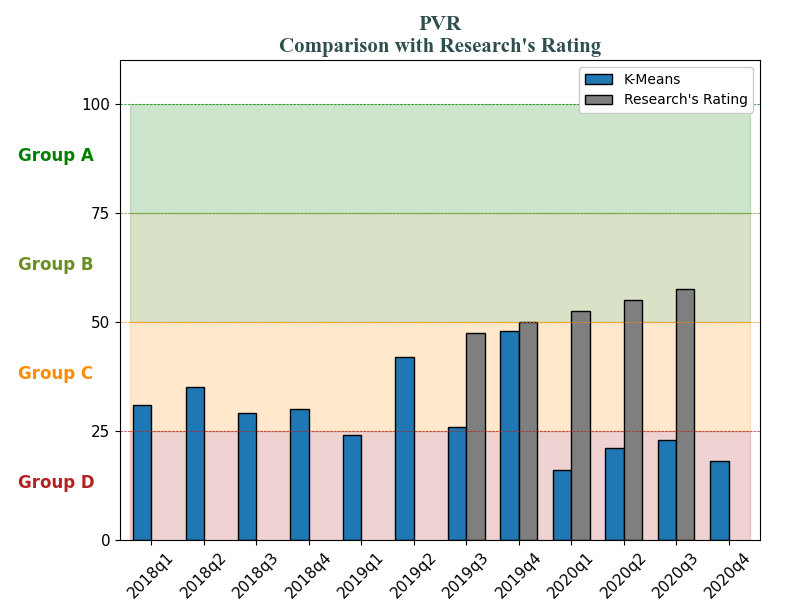 PVR
Comparison with Research's Rating
K-Means
Research's Rating
100
Group A
75
Group B
50
Group C
25
Group D
0
2018q1
2018q2
2018q3
2018q4
2019q1
2019q2
2019q3
2019q4
2020q1
2020q2
2020q3
2020q4